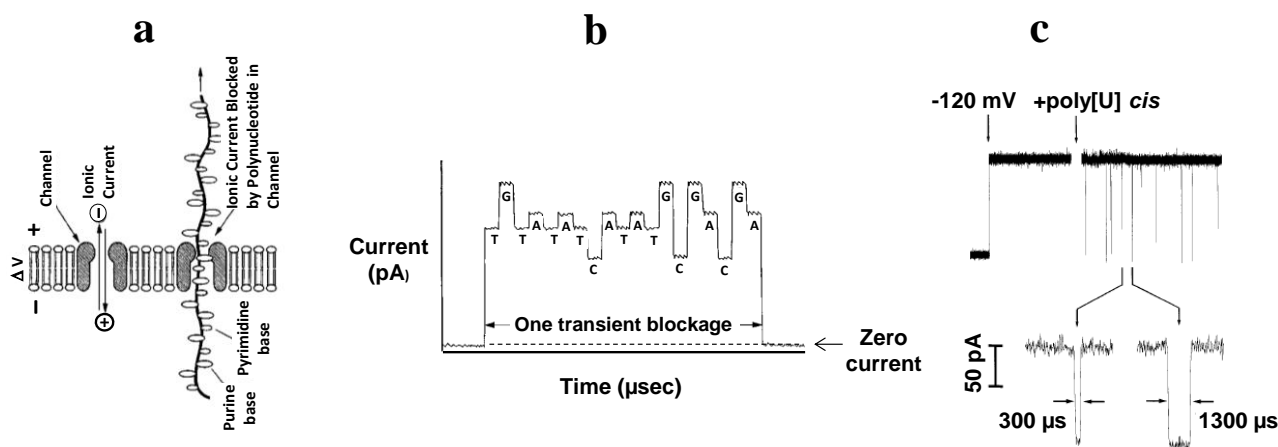 a
b
c
Channel
Ionic
Current
−
+
Ionic Current Blocked
by Polynucleotide in
Channel
ΔV
+
−
Purine
base
Pyrimidine
base
Current
(pA)
T
G
T
A
T
A
T
C
A
T
A
T
G
C
G
A
C
G
A
One transient blockage
Zero
current
Time (µsec)
-120 mV
+poly[U] cis
50 pA
300 µs
1300 µs